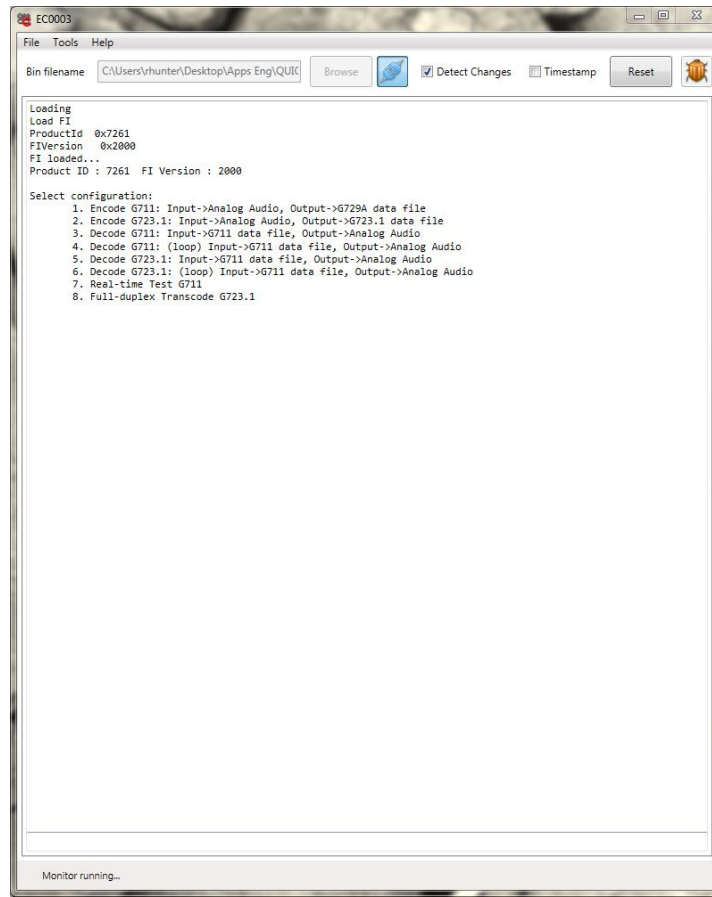 EC0003
File Tools Help
Bin filename C:\Users\rhunter\Desktop\Apps Eng\QUIC Browse Detect Changes Timestamp Reset
Loading
Load FI
ProductId 0x7261
FIVersion 0x2000
FI loaded...
Product ID : 7261 FI Version : 2000
Select configuration:
1. Encode G711: Input->Analog Audio, Output->G729A data file
2. Encode G723.1: Input->Analog Audio, Output->G723.1 data file
3. Decode G711: Input->G711 data file, Output->Analog Audio
4. Decode G711: (loop) Input->G711 data file, Output->Analog Audio
5. Decode G723.1: Input->G711 data file, Output->Analog Audio
6. Decode G723.1: (loop) Input->G711 data file, Output->Analog Audio
7. Real-time Test G711
8. Full-duplex Transcode G723.1
Monitor running...